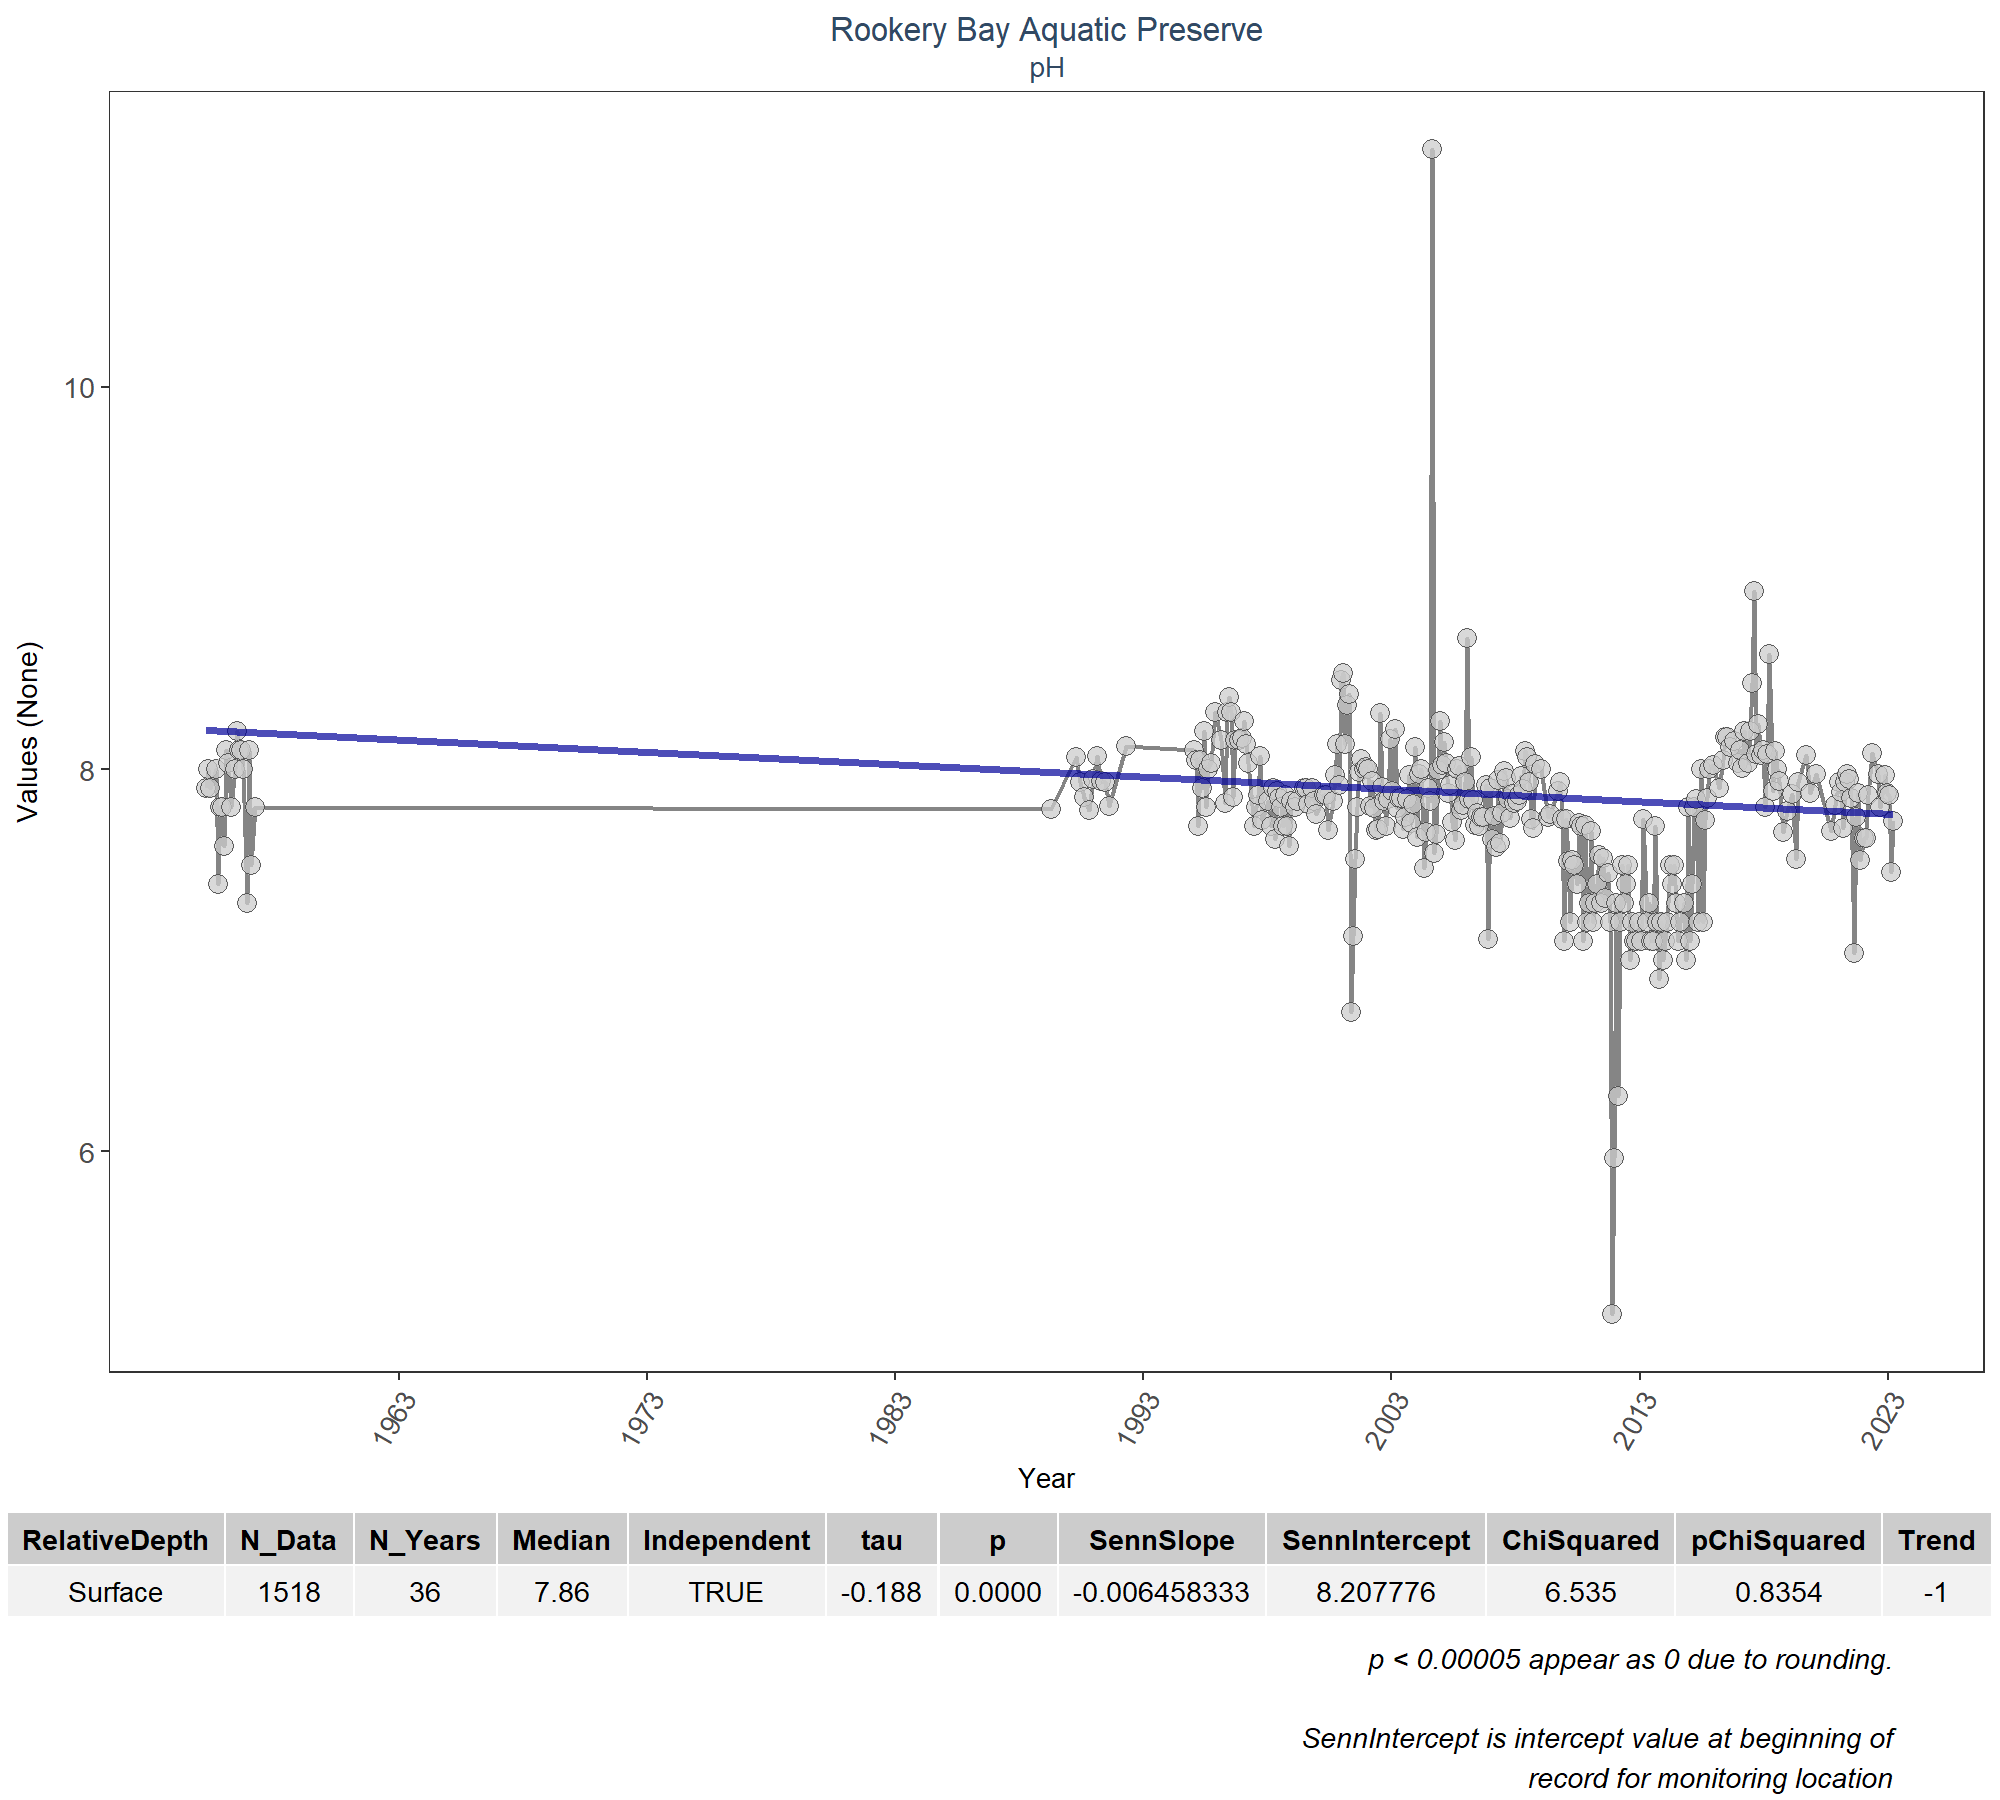 Rookery Bay Aquatic Preserve
pH
Values (None)
10
8
6
1963 1973 1983 1993 2003 2013 2023
Year
RelativeDepth N_Data N_Years Median Independent tau p SennSlope SennIntercept ChiSquared pChiSquared Trend
Surface 1518 36 7.86 TRUE -0.188 0.0000 -0.006458333 8.207776 6.535 0.8354 -1
p < 0.00005 appear as 0 due to rounding.
SennIntercept is intercept value at beginning of
record for monitoring location